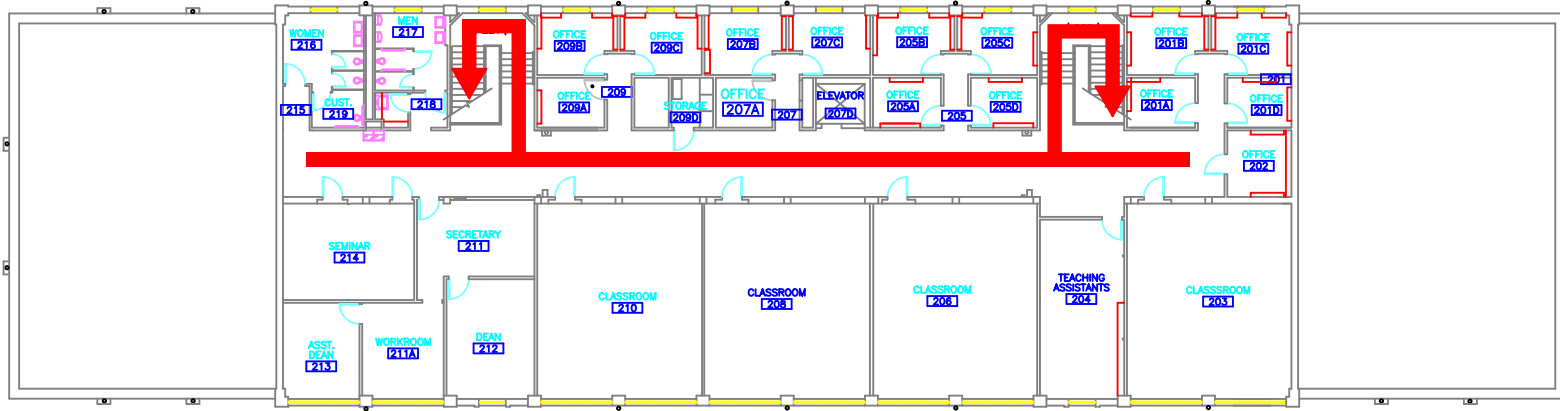 WOMEN
216
MEN
217
OFFICE
209B
OFFICE
209C
OFFICE
207B
OFFICE
207C
OFFICE
205B
OFFICE
205C
OFFICE
201B
OFFICE
201C
201
215
CUST.
219
218
OFFICE
209A
209
STORAGE
209D
OFFICE
207A
207
ELEVATOR
207D
OFFICE
205A
205
OFFICE
205D
OFFICE
201A
OFFICE
201D
OFFICE
202
SEMINAR
214
SECRETARY
211
CLASSROOM
210
CLASSROOM
208
CLASSROOM
206
TEACHING
ASSISTANTS
204
CLASSSROOM
203
ASST.
DEAN
213
WORKROOM
211A
DEAN
212